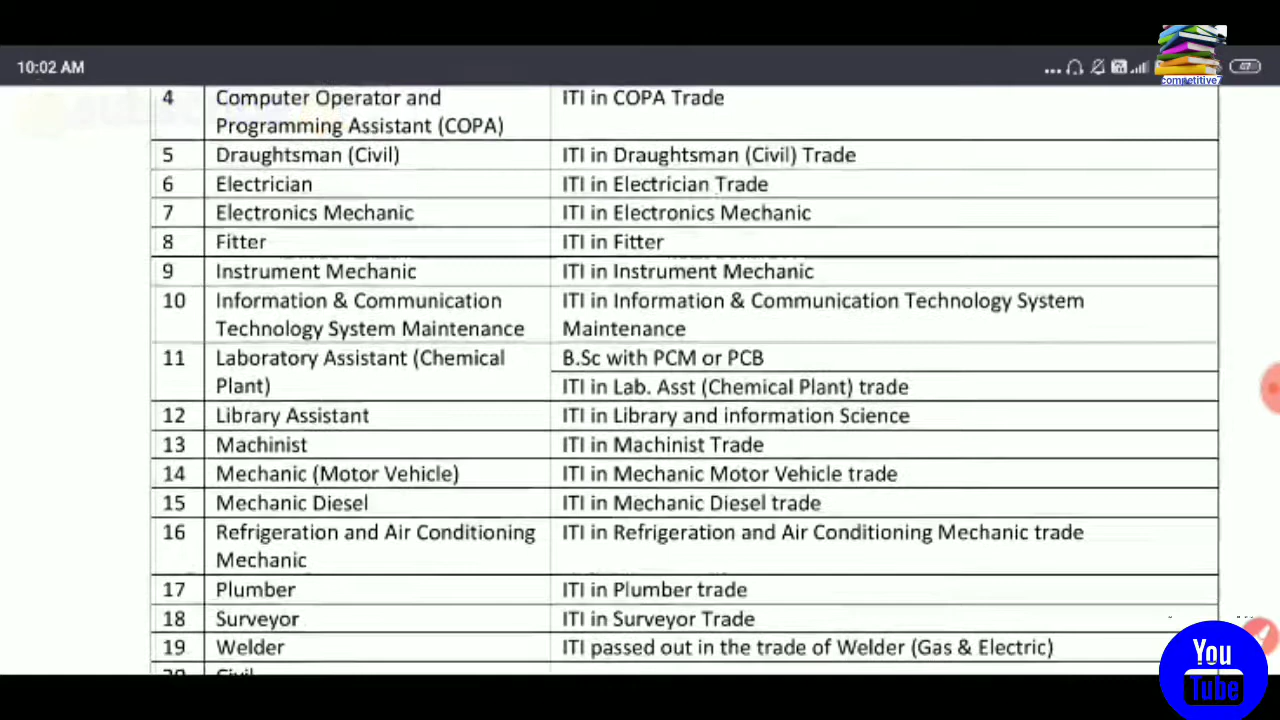 competitive7
10:02 AM
4 Computer Operator and ITI in COPA Trade
Programming Assistant (COPA)
5 Draughtsman (Civil) ITI in Draughtsman (Civil) Trade
6 Electrician ITI in Electrician Trade
7 Electronics Mechanic ITI in Electronics Mechanic
8 Fitter ITI in Fitter
9 Instrument Mechanic ITI in Instrument Mechanic
10 Information & Communication ITI in Information & Communication Technology System
Technology System Maintenance Maintenance
11 Laboratory Assistant (Chemical B.Sc with PCM or PCB
Plant) ITI in Lab. Asst (Chemical Plant) trade
12 Library Assistant ITI in Library and information Science
13 Machinist ITI in Machinist Trade
14 Mechanic (Motor Vehicle) ITI in Mechanic Motor Vehicle trade
15 Mechanic Diesel ITI in Mechanic Diesel trade
16 Refrigeration and Air Conditioning ITI in Refrigeration and Air Conditioning Mechanic trade
Mechanic
17 Plumber ITI in Plumber trade
18 Surveyor ITI in Surveyor Trade
19 Welder ITI passed out in the trade of Welder (Gas & Electric)
You
Tube